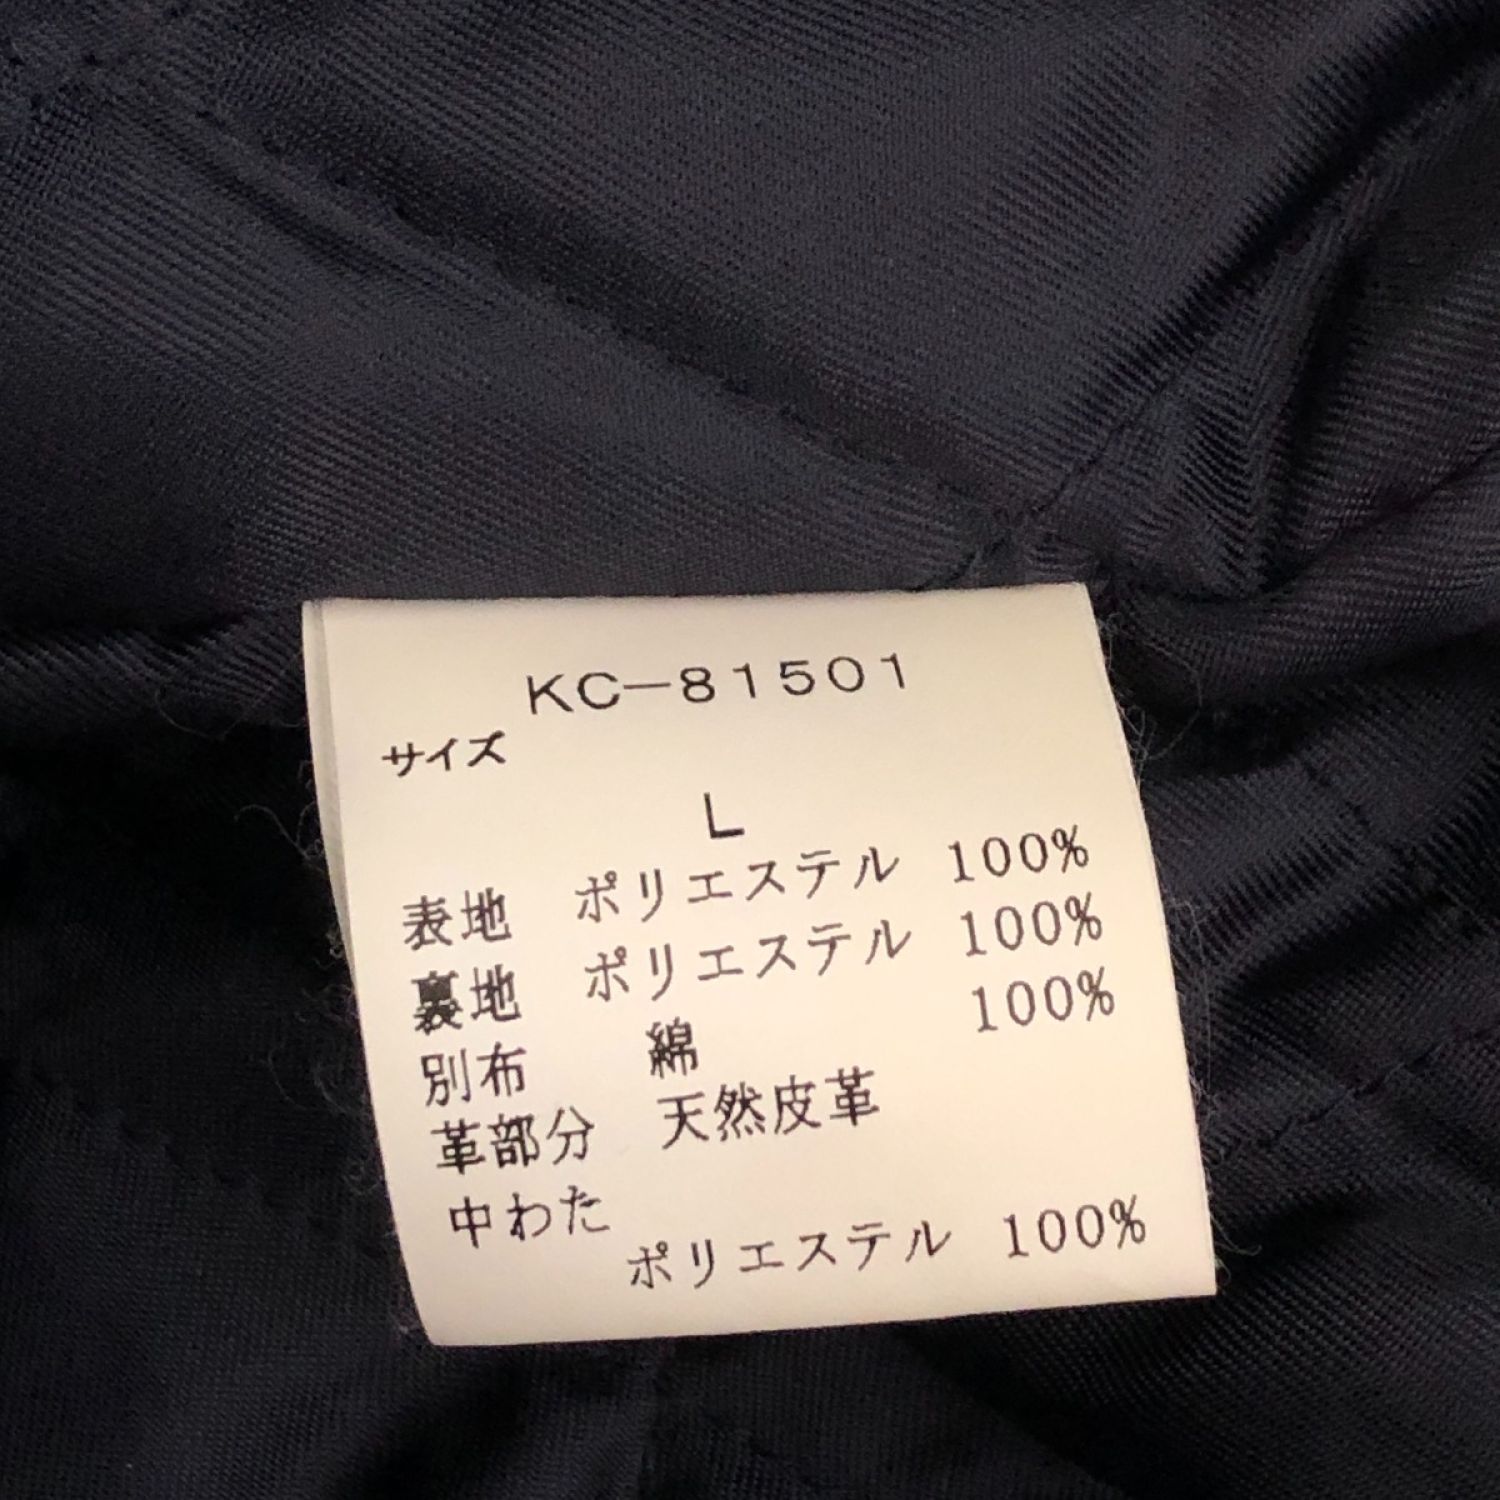 KC-81501
サイズ
L
表地 ポリエステル 100%
裏地 ポリエステル 100%
別布 綿 100%
革部分 天然皮革
中わた
ポリエステル 100%